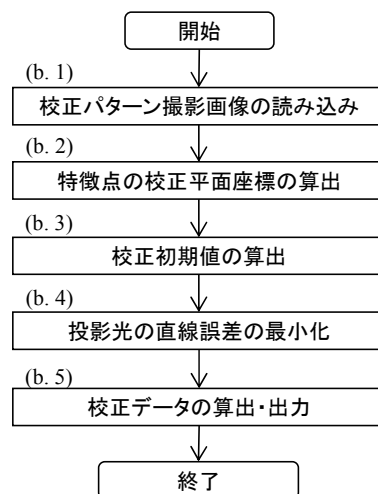 開始
(b. 1)
校正パターン撮影画像の読み込み
(b. 2)
特徴点の校正平面座標の算出
(b. 3)
校正初期値の算出
(b. 4)
投影光の直線誤差の最小化
(b. 5)
校正データの算出・出力
終了